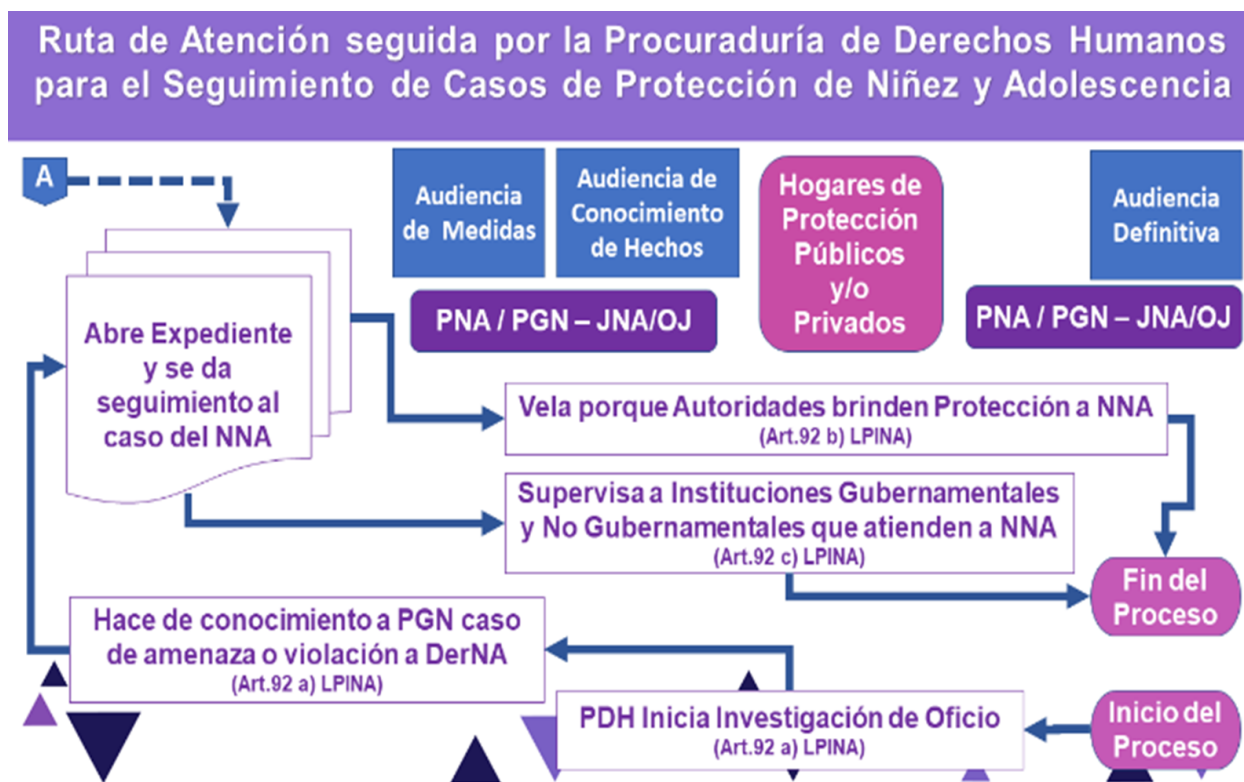 Ruta de Atención seguida por la Procuraduría de Derechos Humanos
para el Seguimiento de Casos de Protección de Niñez y Adolescencia
A
Audiencia
de Medidas
Audiencia de
Conocimiento
de Hechos
Hogares de
Protección
Públicos
y/o
Privados
Audiencia
Definitiva
PNA / PGN – JNA/OJ
PNA / PGN – JNA/OJ
Abre Expediente
y se da
seguimiento al
caso del NNA
Vela porque Autoridades brinden Protección a NNA
(Art.92 b) LPINA)
Supervisa a Instituciones Gubernamentales
y No Gubernamentales que atienden a NNA
(Art.92 c) LPINA)
Fin del
Proceso
Hace de conocimiento a PGN caso
de amenaza o violación a DerNA
(Art.92 a) LPINA)
PDH Inicia Investigación de Oficio
(Art.92 a) LPINA)
Inicio del
Proceso